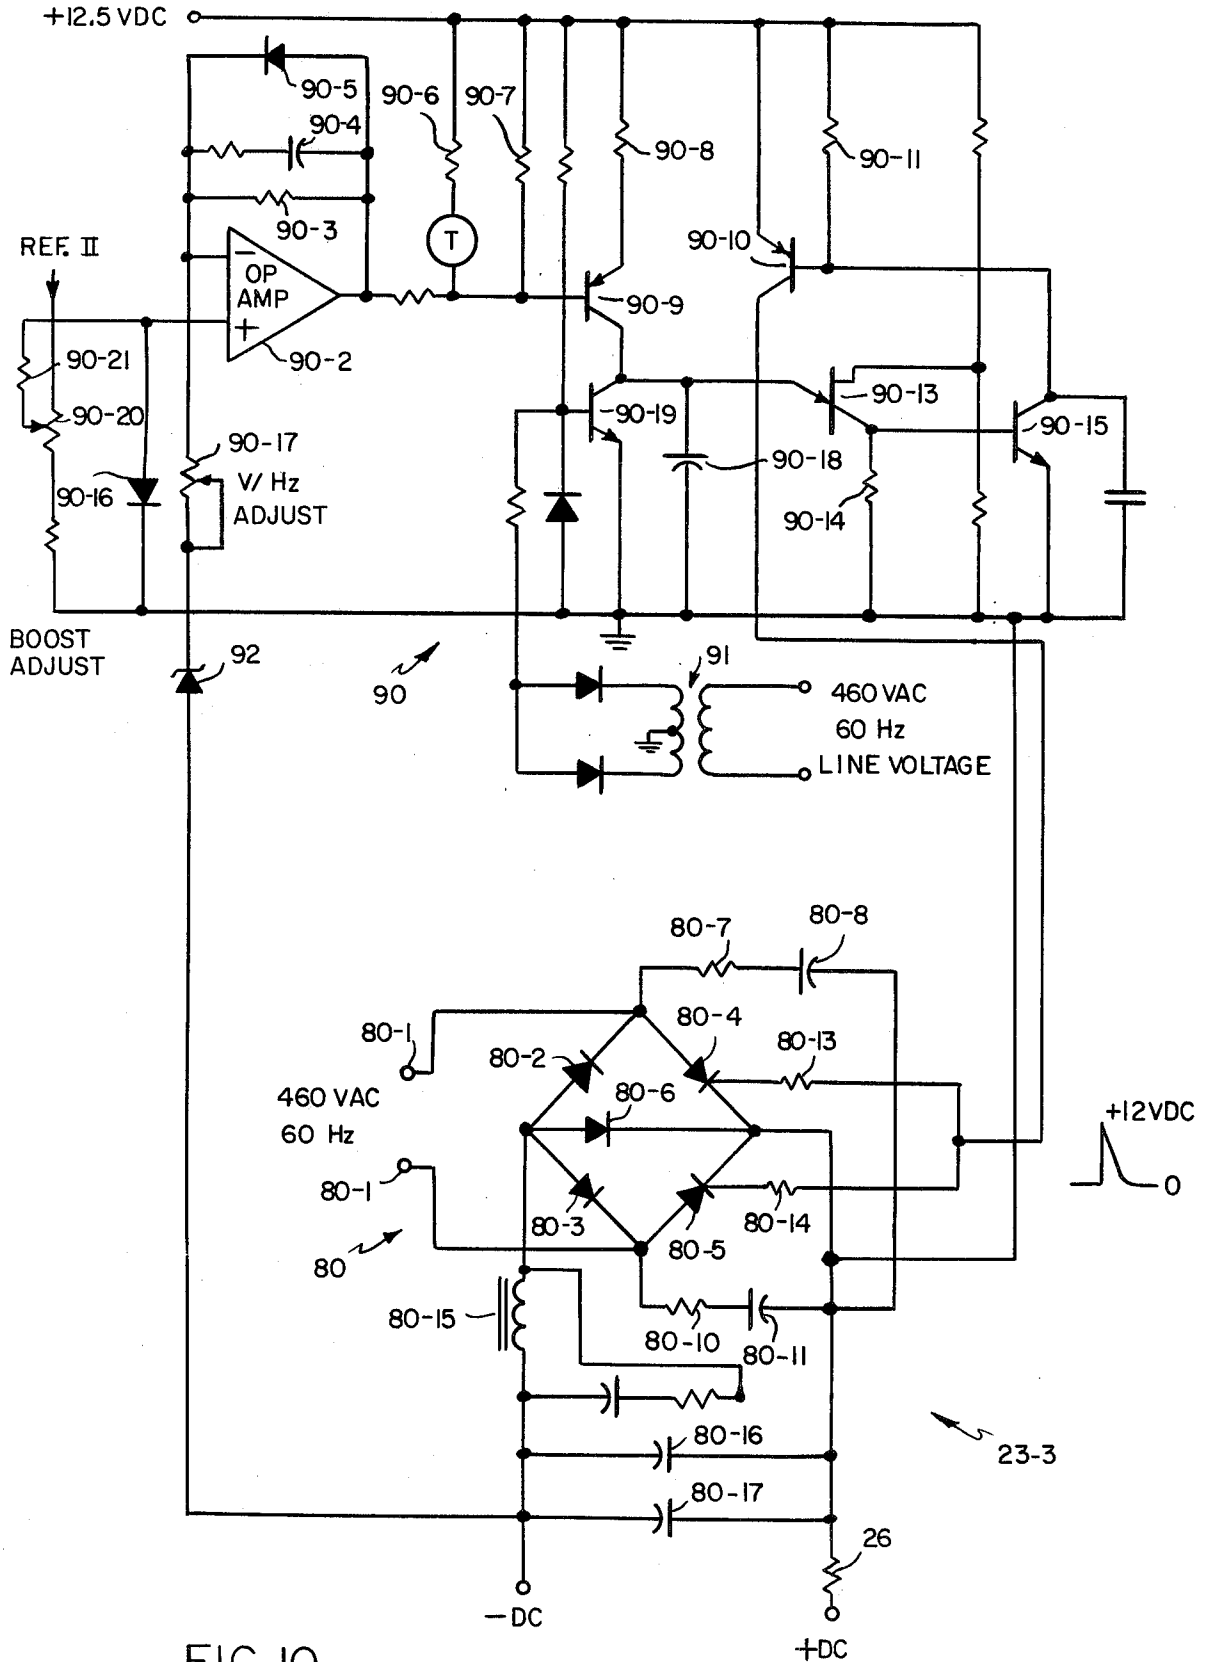 +12.5 VDC
90-5
90-6
90-7
90-4
90-8
90-11
90-3
REF. II
90-10
T
− OP
AMP
+
90-9
90-2
90-21
90-20
90-13
90-19
90-15
90-17
90-18
90-16
V/Hz
ADJUST
90-14
BOOST
ADJUST
92
90
91
460 VAC
60 Hz
LINE VOLTAGE
80-7
80-8
80-1
80-4
80-2
80-13
460 VAC
60 Hz
80-6
+12VDC
0
80-1
80-3
80-14
80-5
80
80-15
80-10
80-11
80-16
23-3
80-17
26
−DC
+DC
FIG. 10